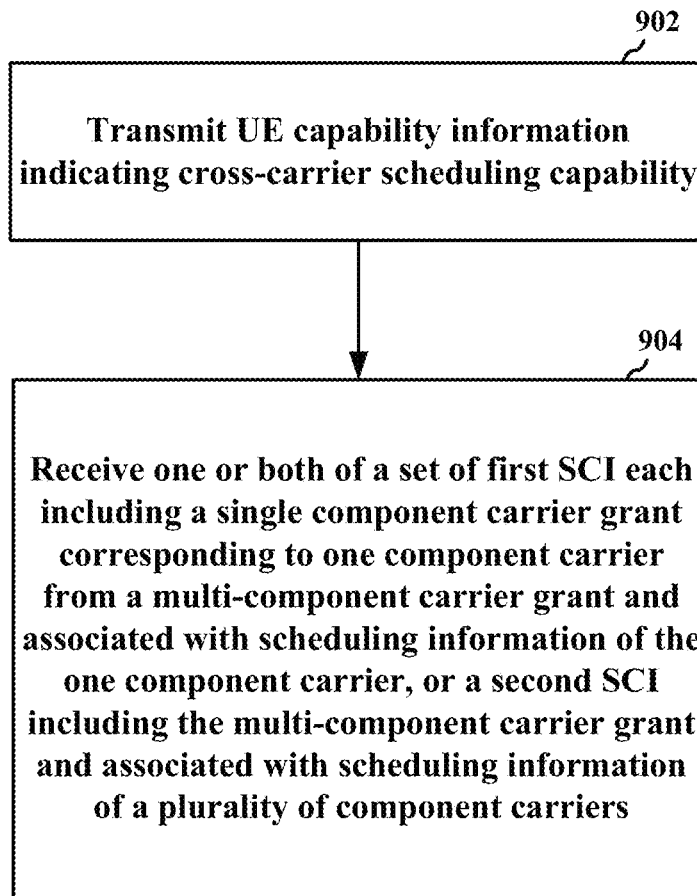 902
Transmit UE capability information
indicating cross-carrier scheduling capability
904
Receive one or both of a set of first SCI each
including a single component carrier grant
corresponding to one component carrier
from a multi-component carrier grant and
associated with scheduling information of the
one component carrier, or a second SCI
including the multi-component carrier grant
and associated with scheduling information
of a plurality of component carriers